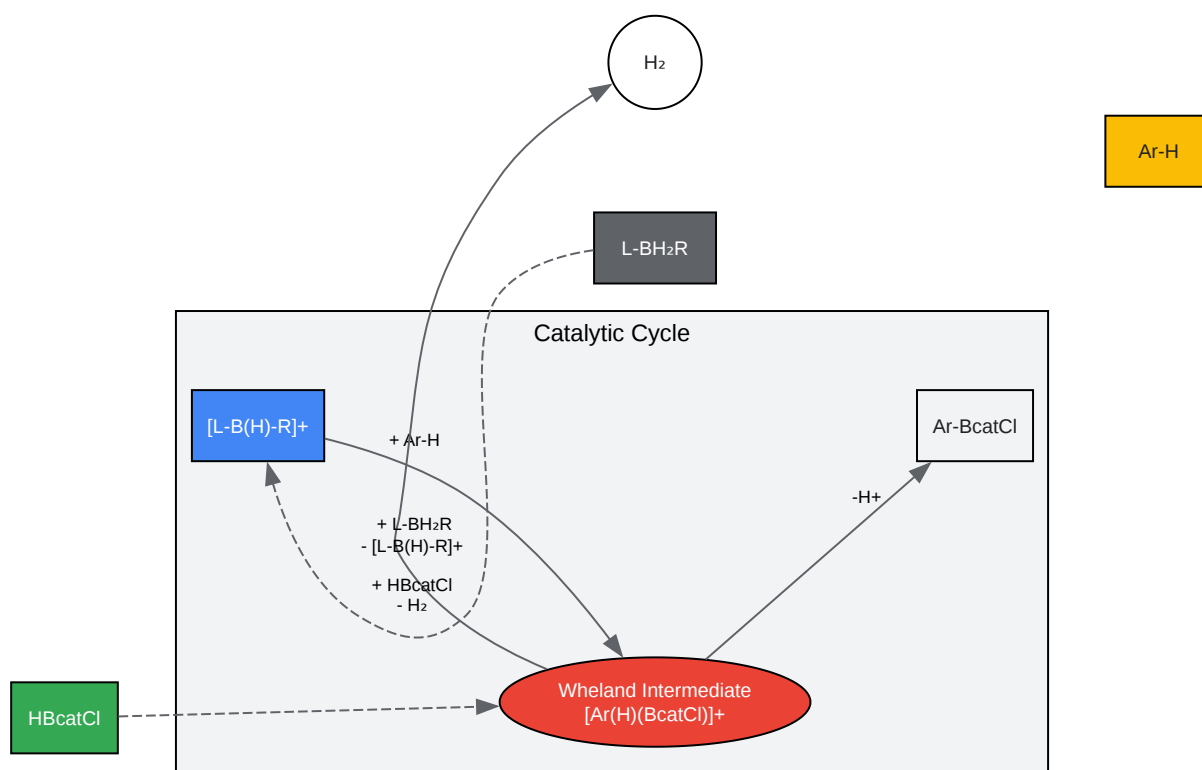 H₂
Ar-H
L-BH₂R
Catalytic Cycle
[L-B(H)-R]+
Ar-BcatCl
+ Ar-H
-H+
+ L-BH₂R
- [L-B(H)-R]+
+ HBcatCl
- H₂
Wheland Intermediate
[Ar(H)(BcatCl)]+
HBcatCl